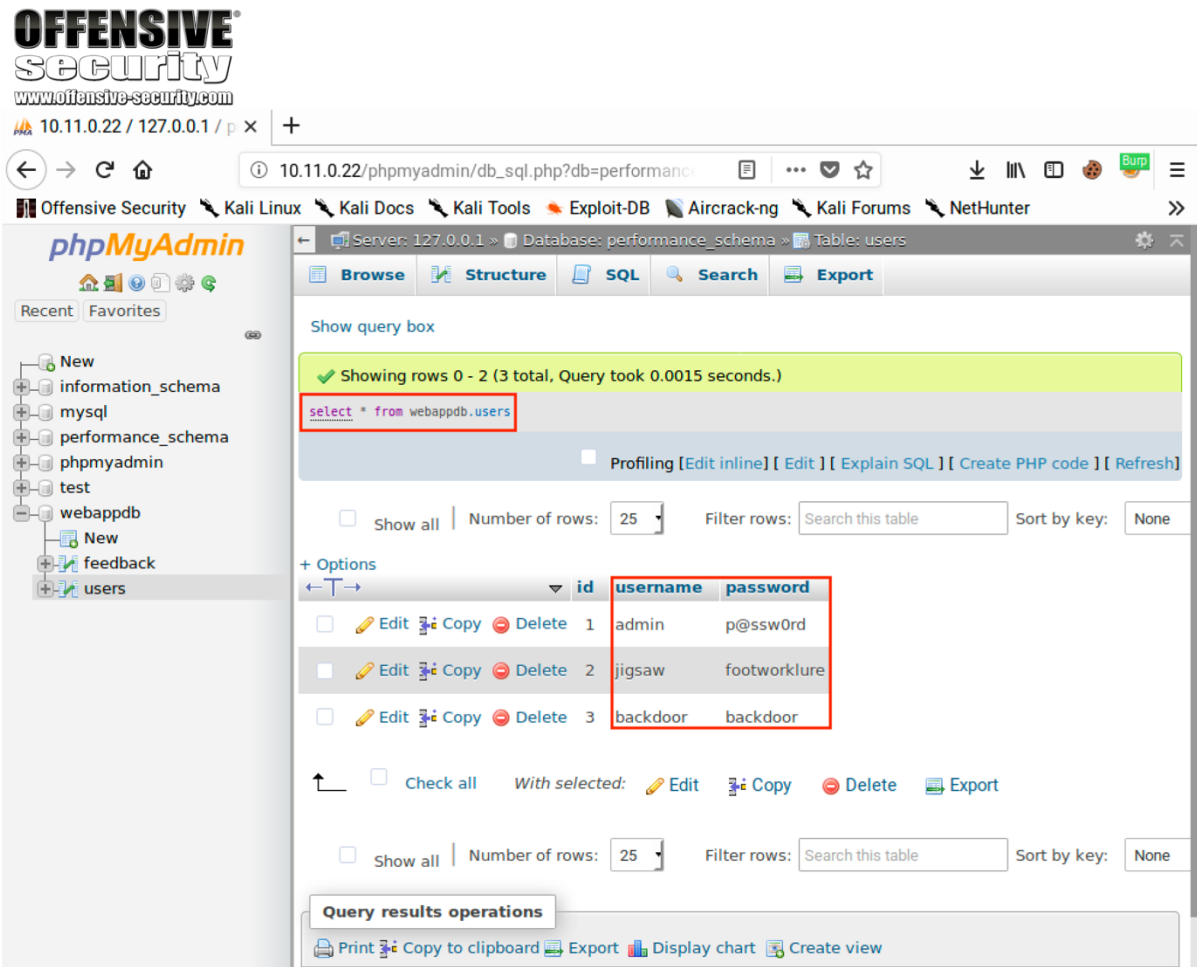 OFFENSIVE
security
www.offensive-security.com
10.11.0.22 / 127.0.0.1 / p
10.11.0.22/phpmyadmin/db_sql.php?db=performanc
Burp
Offensive Security Kali Linux Kali Docs Kali Tools Exploit-DB Aircrack-ng Kali Forums NetHunter »
phpMyAdmin
Recent Favorites
New
information_schema
mysql
performance_schema
phpmyadmin
test
webappdb
New
feedback
users
Server: 127.0.0.1 » Database: performance_schema » Table: users
Browse Structure SQL Search Export
Show query box
Showing rows 0 - 2 (3 total, Query took 0.0015 seconds.)
select * from webappdb.users
Profiling [Edit inline] [ Edit ] [ Explain SQL ] [ Create PHP code ] [ Refresh]
Show all Number of rows: 25 Filter rows: Search this table Sort by key: None
+ Options
←T→ id username password
Edit Copy Delete 1 admin p@ssw0rd
Edit Copy Delete 2 jigsaw footworklure
Edit Copy Delete 3 backdoor backdoor
Check all With selected: Edit Copy Delete Export
Show all Number of rows: 25 Filter rows: Search this table Sort by key: None
Query results operations
Print Copy to clipboard Export Display chart Create view